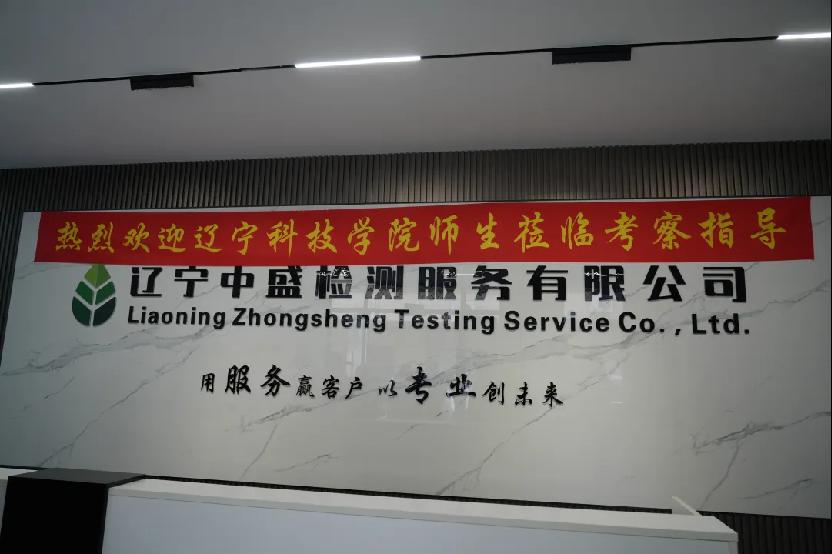 热烈欢迎辽宁科技学院师生莅临考察指导
辽宁中盛检测服务有限公司
Liaoning Zhongsheng Testing Service Co., Ltd.
用服务赢客户 以专业创未来